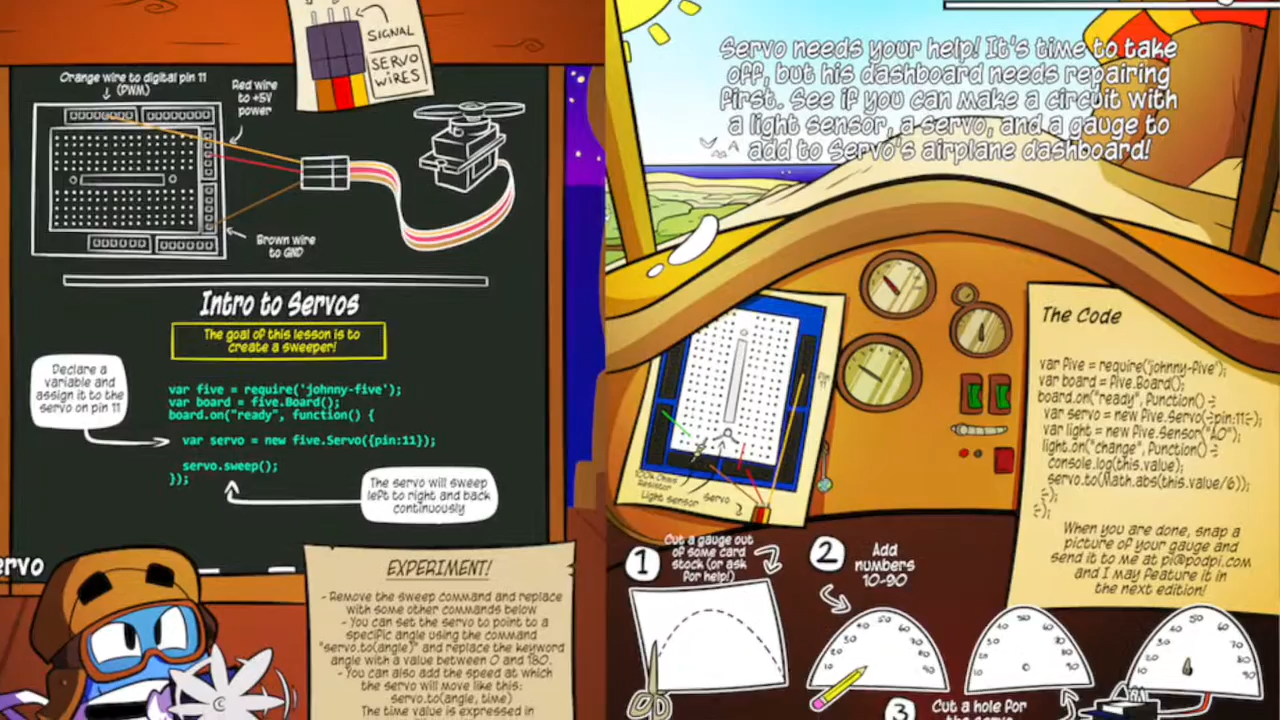 SIGNAL
SERVO
WIRES
Orange wire to digital pin 11
(PWM)
Red wire
to +5V
power
Brown wire
to GND
Intro to Servos
The goal of this lesson is to
create a sweeper!
Declare a
variable and
assign it to the
servo on pin 11
var five = require('johnny-five');
var board = five.Board();
board.on("ready", function() {
var servo = new five.Servo({pin:11});
servo.sweep();
});
The servo will sweep
left to right and back
continuously
EXPERIMENT!
- Remove the sweep command and replace
with some other commands below
- You can set the servo to point to a
specific angle using the command
"servo.to(angle)" and replace the keyword
angle with a value between 0 and 180.
- You can also add the speed at which
the servo will move like this:
servo.to(angle, time)
The time value is expressed in
Servo needs your help! It's time to take
off, but his dashboard needs repairing
first. See if you can make a circuit with
a light sensor, a servo, and a gauge to
add to Servo's airplane dashboard!
Pin
11
100k Ohms
Resistor
Light sensor
Servo
The Code
var five = require('johnny-five');
var board = five.Board();
board.on("ready", function()
var servo = new five.Servo(pin:11);
var light = new five.Sensor("A0");
light.on("change", function()
console.log(this.value);
servo.to(Math.abs(this.value/6));
);
);
When you are done, snap a
picture of your gauge and
send it to me at pi@podpi.com
and I may feature it in
the next edition!
1
Cut a gauge out
of some card
stock (or ask
for help!)
2
Add
numbers
10-90
3
Cut a hole for
the servo